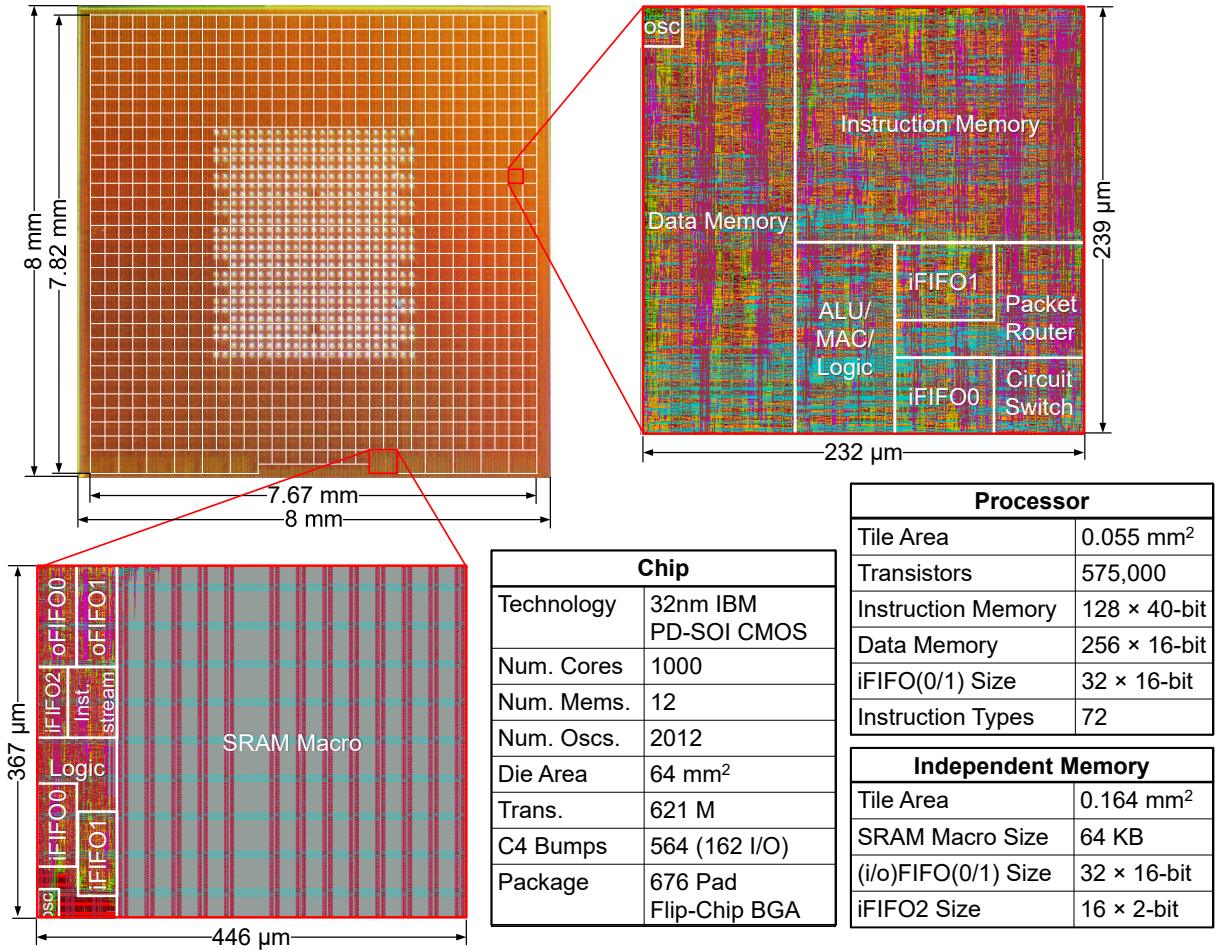 8 mm
7.82 mm
7.67 mm
8 mm
osc
Instruction Memory
Data Memory
iFIFO1
ALU/
MAC/
Logic
Packet
Router
iFIFO0
Circuit
Switch
239 µm
232 µm
oFIFO0
oFIFO1
iFIFO2
Inst.
stream
Logic
iFIFO0
iFIFO1
osc
SRAM Macro
367 µm
446 µm
Chip
Technology 32nm IBM
PD-SOI CMOS
Num. Cores 1000
Num. Mems. 12
Num. Oscs. 2012
Die Area 64 mm²
Trans. 621 M
C4 Bumps 564 (162 I/O)
Package 676 Pad
Flip-Chip BGA
Processor
Tile Area 0.055 mm²
Transistors 575,000
Instruction Memory 128 × 40-bit
Data Memory 256 × 16-bit
iFIFO(0/1) Size 32 × 16-bit
Instruction Types 72
Independent Memory
Tile Area 0.164 mm²
SRAM Macro Size 64 KB
(i/o)FIFO(0/1) Size 32 × 16-bit
iFIFO2 Size 16 × 2-bit